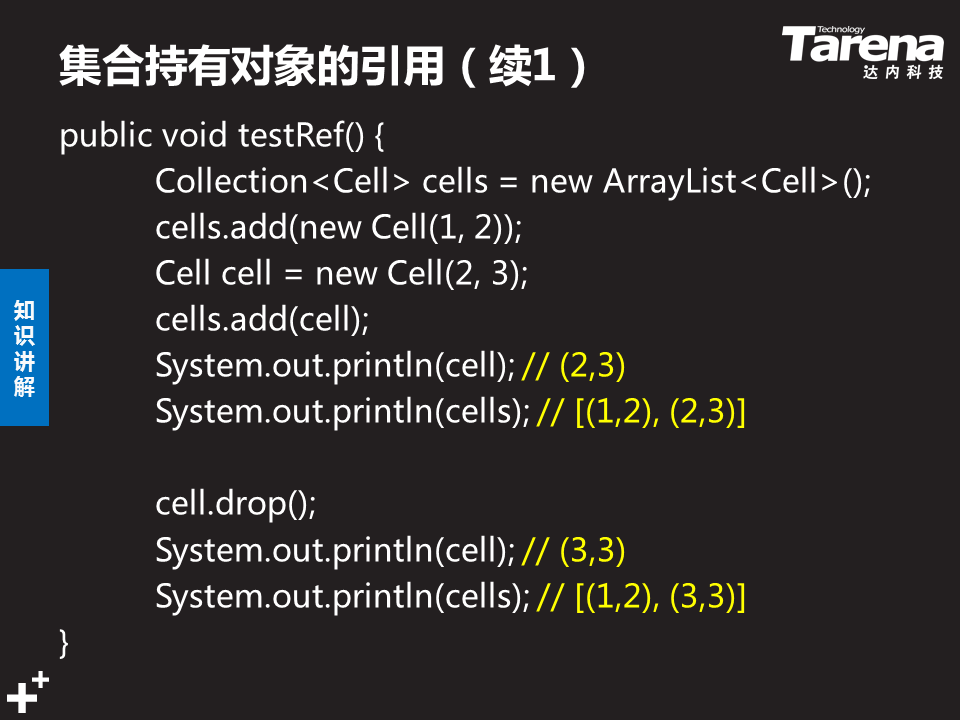 集合持有对象的引用（续1）
Technology
Tarena
达内科技
public void testRef() {
Collection<Cell> cells = new ArrayList<Cell>();
cells.add(new Cell(1, 2));
Cell cell = new Cell(2, 3);
cells.add(cell);
System.out.println(cell); // (2,3)
System.out.println(cells); // [(1,2), (2,3)]
cell.drop();
System.out.println(cell); // (3,3)
System.out.println(cells); // [(1,2), (3,3)]
}
知
识
讲
解